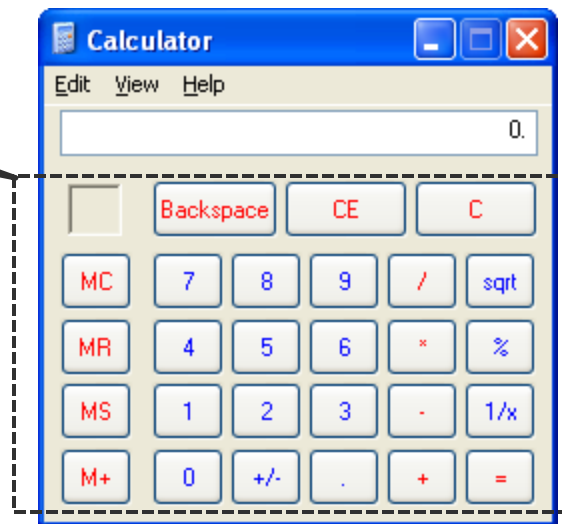 Calculator
Edit View Help
0.
Backspace CE C
MC 7 8 9 / sqrt
MR 4 5 6 * %
MS 1 2 3 - 1/x
M+ 0 +/- . + =